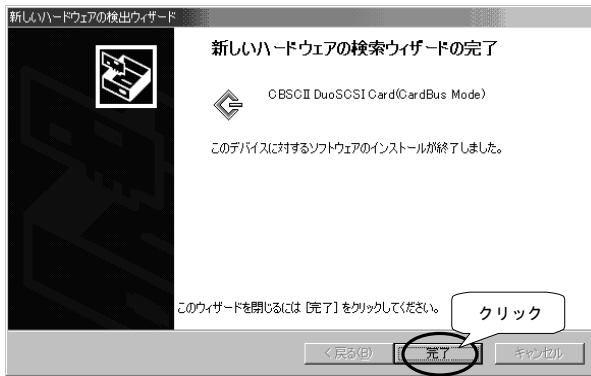 新しいハードウェアの検出ウィザード
新しいハードウェアの検索ウィザードの完了
CBSCⅡ DuoSCSI Card(CardBus Mode)
このデバイスに対するソフトウェアのインストールが終了しました。
このウィザードを閉じるには [完了] をクリックしてください。
クリック
< 戻る(B)
完了
キャンセル